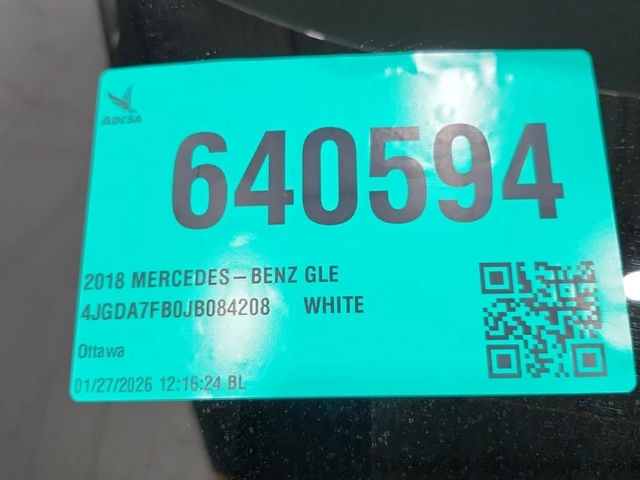 ADESA
640594
2018 MERCEDES-BENZ GLE
4JGDA7FB0JB084208 WHITE
Ottawa
01/27/2026 12:16:24 BL